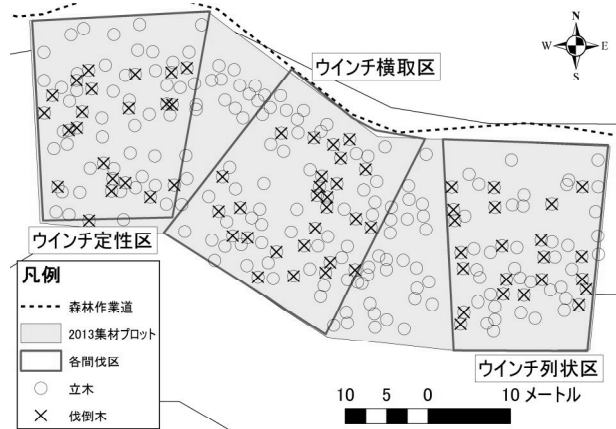 N
W E
S
ウインチ横取区
ウインチ定性区
ウインチ列状区
凡例
森林作業道
2013集材プロット
各間伐区
立木
伐倒木
10 5 0 10 メートル